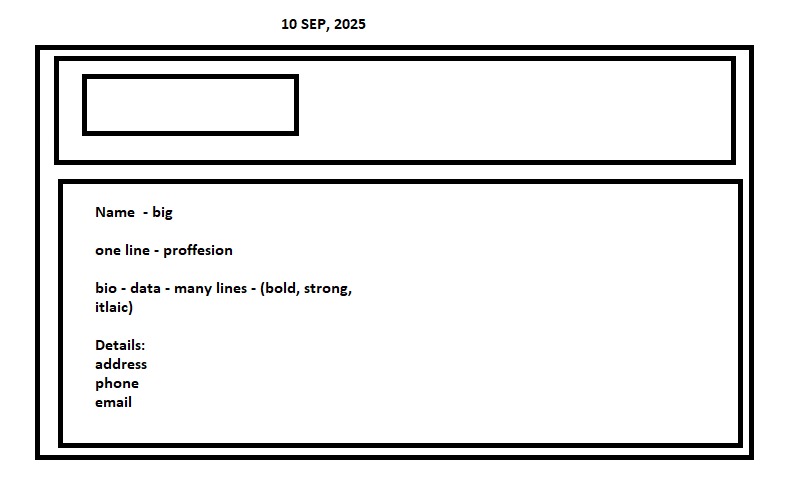 10 SEP, 2025
Name - big
one line - proffesion
bio - data - many lines - (bold, strong,
itlaic)
Details:
address
phone
email